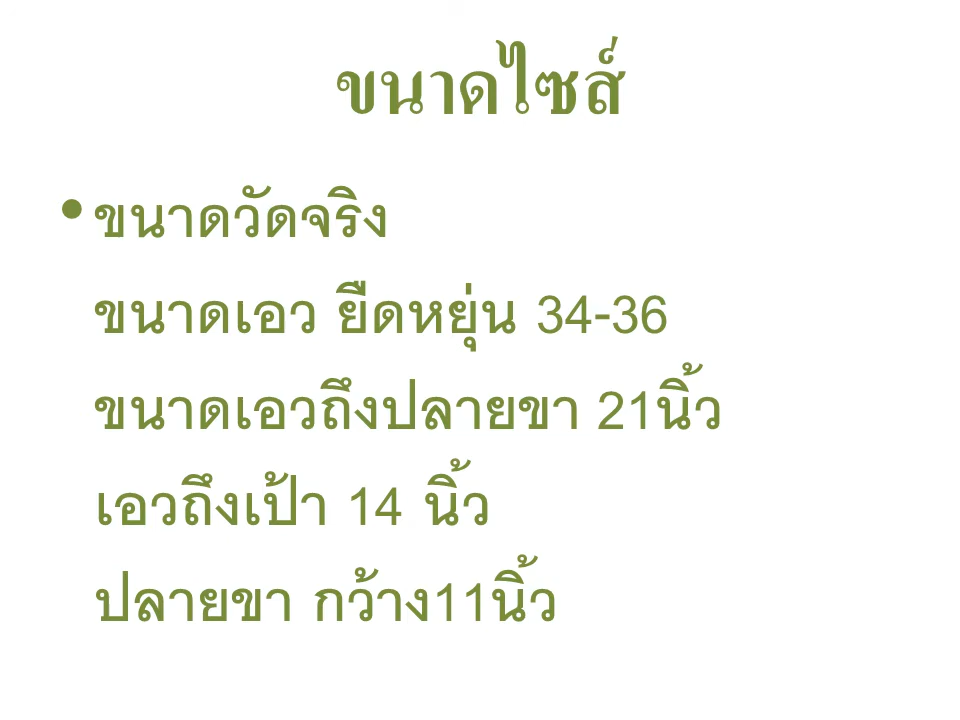 ขนาดไซส์
• ขนาดวัดจริง
ขนาดเอว ยืดหยุ่น 34-36
ขนาดเอวถึงปลายขา 21นิ้ว
เอวถึงเป้า 14 นิ้ว
ปลายขา กว้าง11นิ้ว